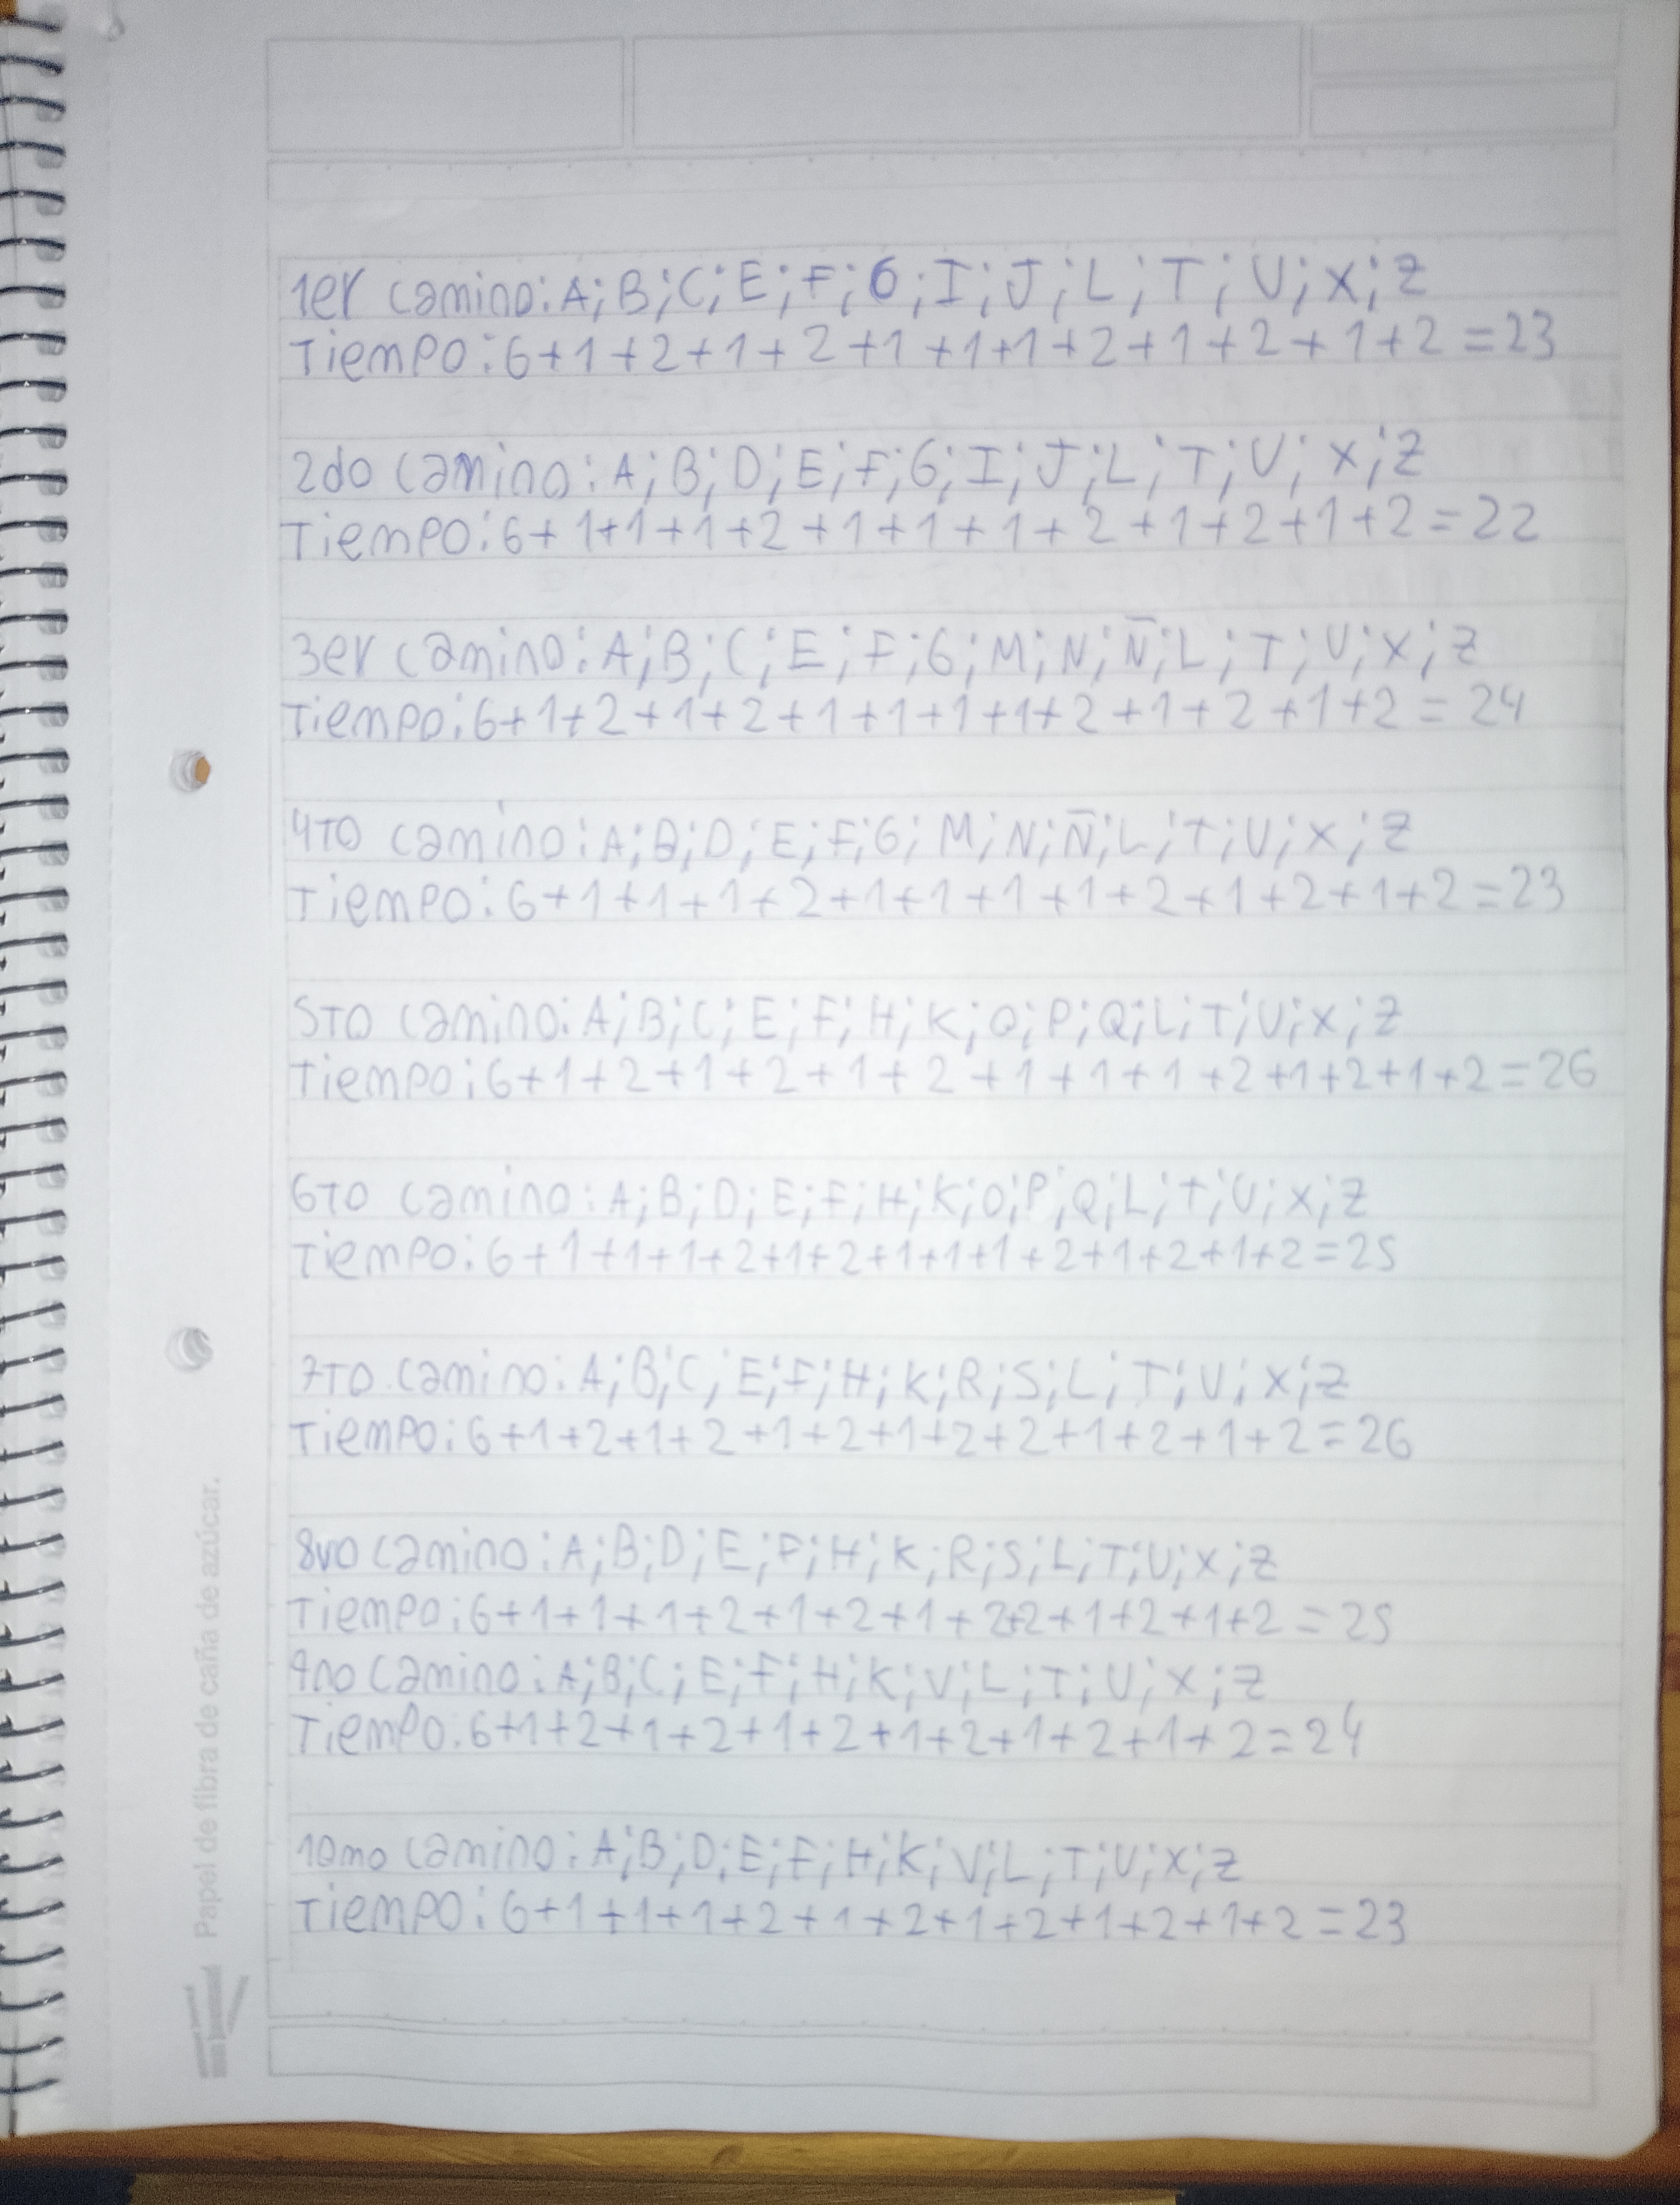 1er camino: A; B; C; E; F; G; I; J; L; T; U; X; Z
Tiempo: 6+1+2+1+2+1+1+1+2+1+2+1+2=23
2do camino: A; B; D; E; F; G; I; J; L; T; U; X; Z
Tiempo: 6+1+1+1+2+1+1+1+2+1+2+1+2=22
3er camino: A; B; C; E; F; G; M; N; Ñ; L; T; U; X; Z
Tiempo: 6+1+2+1+2+1+1+1+1+2+1+2+1+2=24
4to camino: A; B; D; E; F; G; M; N; Ñ; L; T; U; X; Z
Tiempo: 6+1+1+1+2+1+1+1+1+2+1+2+1+2=23
5to camino: A; B; C; E; F; H; K; O; P; Q; L; T; U; X; Z
Tiempo: 6+1+2+1+2+1+2+1+1+1+2+1+2+1+2=26
6to camino: A; B; D; E; F; H; K; O; P; Q; L; T; U; X; Z
Tiempo: 6+1+1+1+2+1+2+1+1+1+2+1+2+1+2=25
7to camino: A; B; C; E; F; H; K; R; S; L; T; U; X; Z
Tiempo: 6+1+2+1+2+1+2+1+2+2+1+2+1+2=26
8vo camino: A; B; D; E; F; H; K; R; S; L; T; U; X; Z
Tiempo: 6+1+1+1+2+1+2+1+2+2+1+2+1+2=25
9no camino: A; B; C; E; F; H; K; V; L; T; U; X; Z
Tiempo: 6+1+2+1+2+1+2+1+2+1+2+1+2=24
10mo camino: A; B; D; E; F; H; K; V; L; T; U; X; Z
Tiempo: 6+1+1+1+2+1+2+1+2+1+2+1+2=23
Papel de fibra de caña de azúcar.